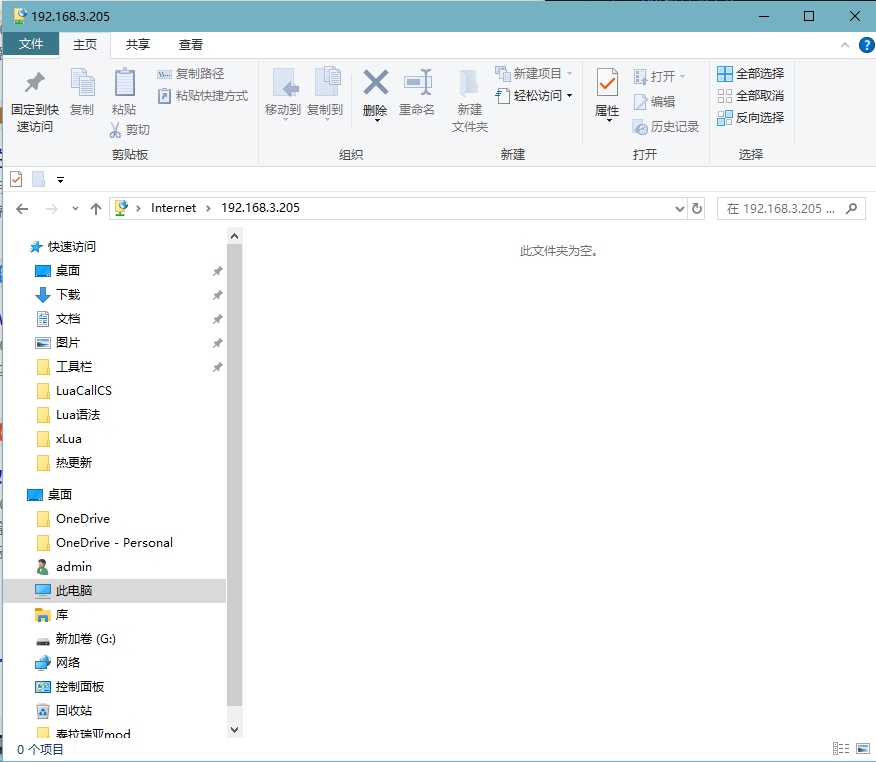 192.168.3.205
文件 主页 共享 查看
固定到快速访问
复制
粘贴
复制路径
粘贴快捷方式
剪切
剪贴板
移动到
复制到
删除
重命名
组织
新建文件夹
新建项目
轻松访问
新建
属性
打开
编辑
历史记录
打开
全部选择
全部取消
反向选择
选择
Internet 192.168.3.205
在 192.168.3.205 ...
快速访问
桌面
下载
文档
图片
工具栏
LuaCallCS
Lua语法
xLua
热更新
桌面
OneDrive
OneDrive - Personal
admin
此电脑
库
新加卷 (G:)
网络
控制面板
回收站
泰拉瑞亚mod
此文件夹为空。
0 个项目